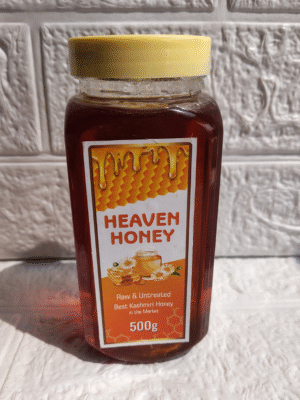 HEAVEN
HONEY
Raw & Untreated
Best Kashmiri Honey
in the Market
500g